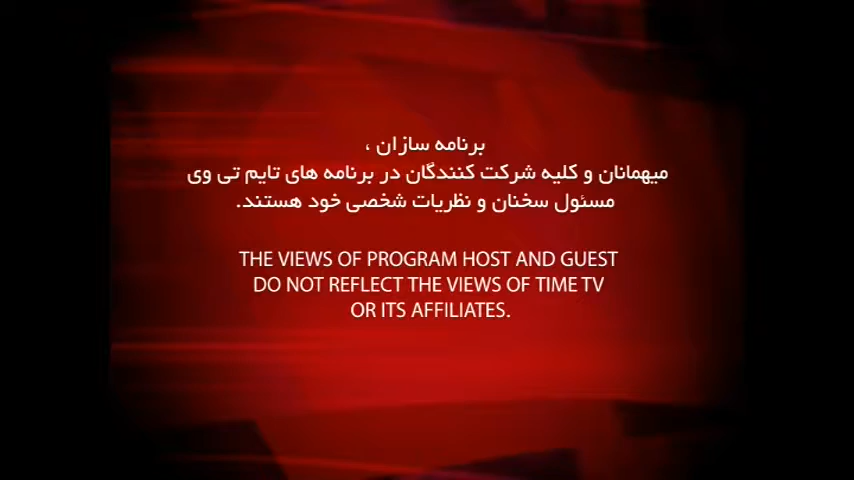 برنامه سازان ،
میهمانان و کلیه شرکت کنندگان در برنامه های تایم تی وی
مسئول سخنان و نظریات شخصی خود هستند.
THE VIEWS OF PROGRAM HOST AND GUEST
DO NOT REFLECT THE VIEWS OF TIME TV
OR ITS AFFILIATES.